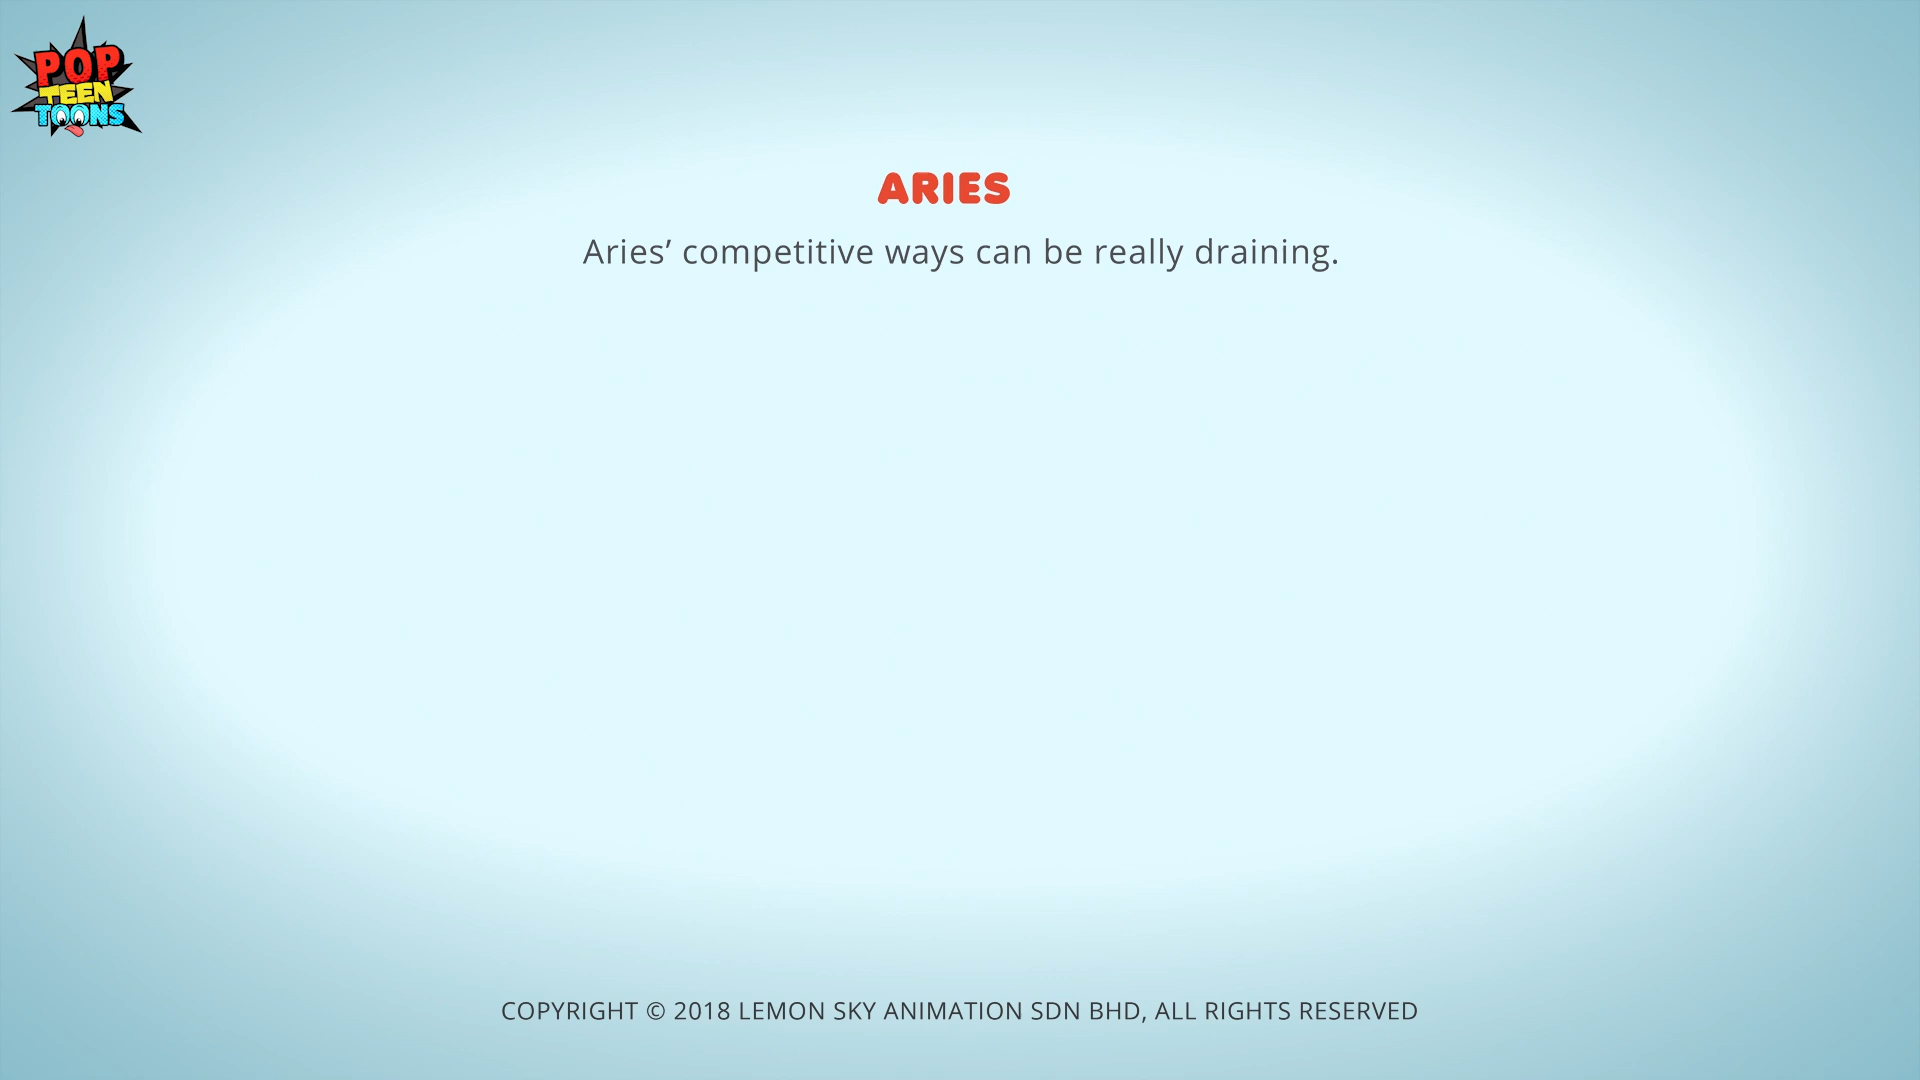 POP
TEEN
TOONS
ARIES
Aries’ competitive ways can be really draining.
COPYRIGHT © 2018 LEMON SKY ANIMATION SDN BHD, ALL RIGHTS RESERVED